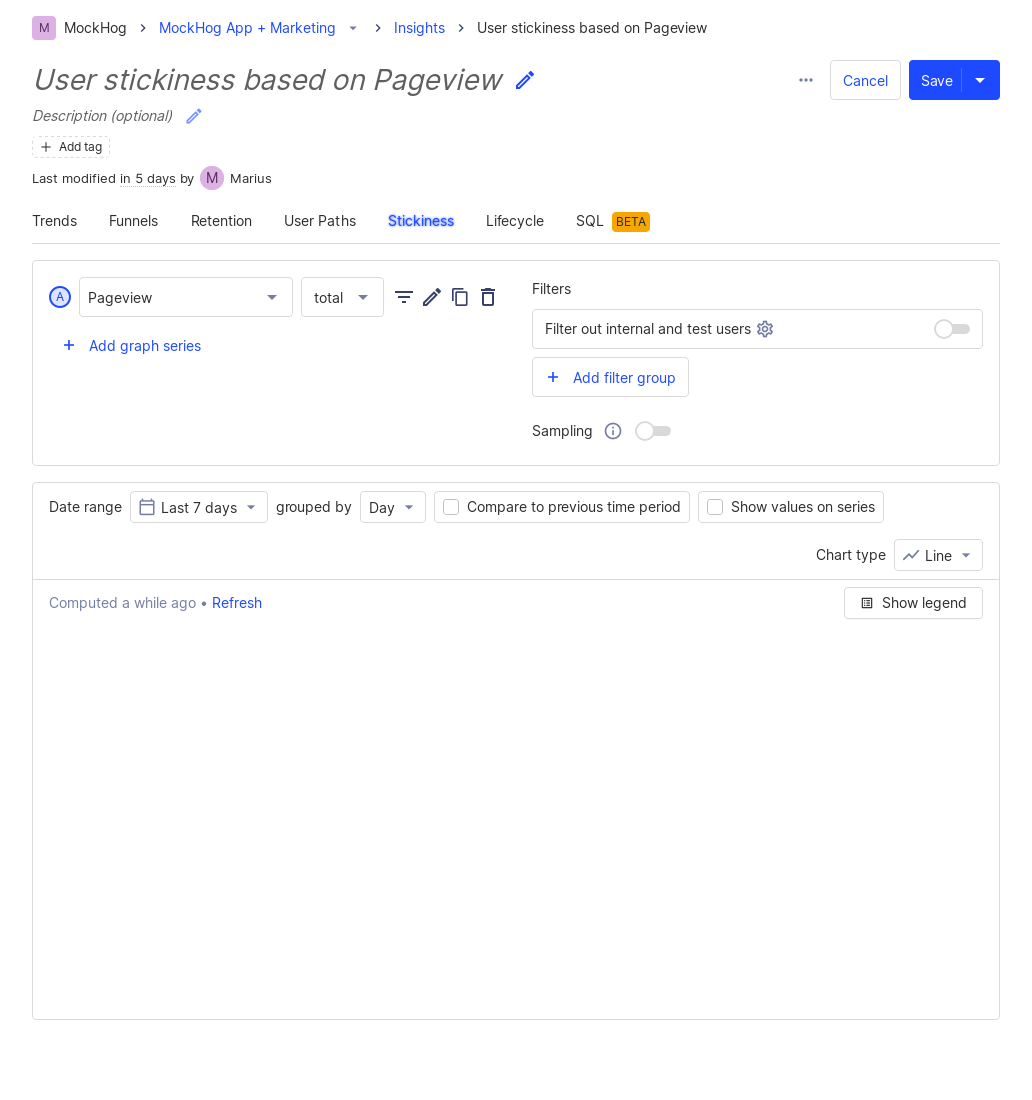 M MockHog MockHog App + Marketing Insights User stickiness based on Pageview
User stickiness based on Pageview
Cancel Save
Description (optional)
Add tag
Last modified in 5 days by M Marius
Trends Funnels Retention User Paths Stickiness Lifecycle SQL BETA
A Pageview total
Add graph series
Filters
Filter out internal and test users
Add filter group
Sampling
Date range Last 7 days grouped by Day Compare to previous time period Show values on series
Chart type Line
Computed a while ago • Refresh Show legend